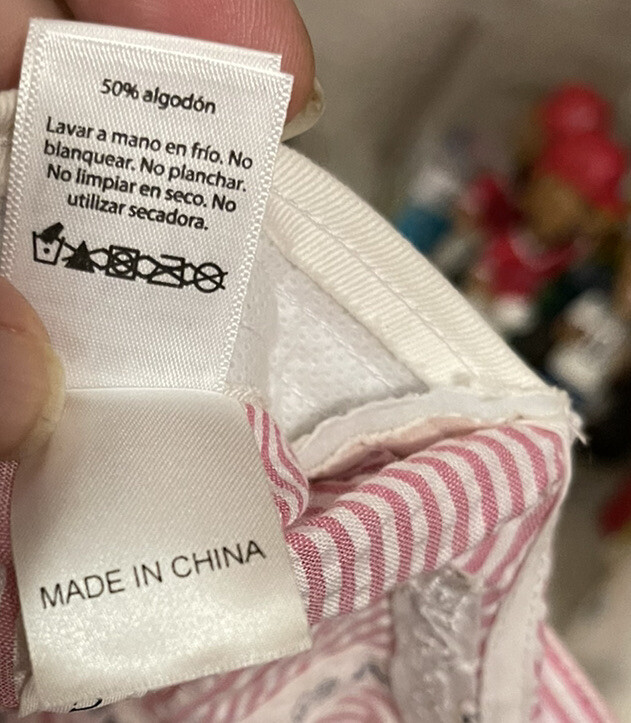 50% algodón
Lavar a mano en frío. No
blanquear. No planchar.
No limpiar en seco. No
utilizar secadora.
MADE IN CHINA